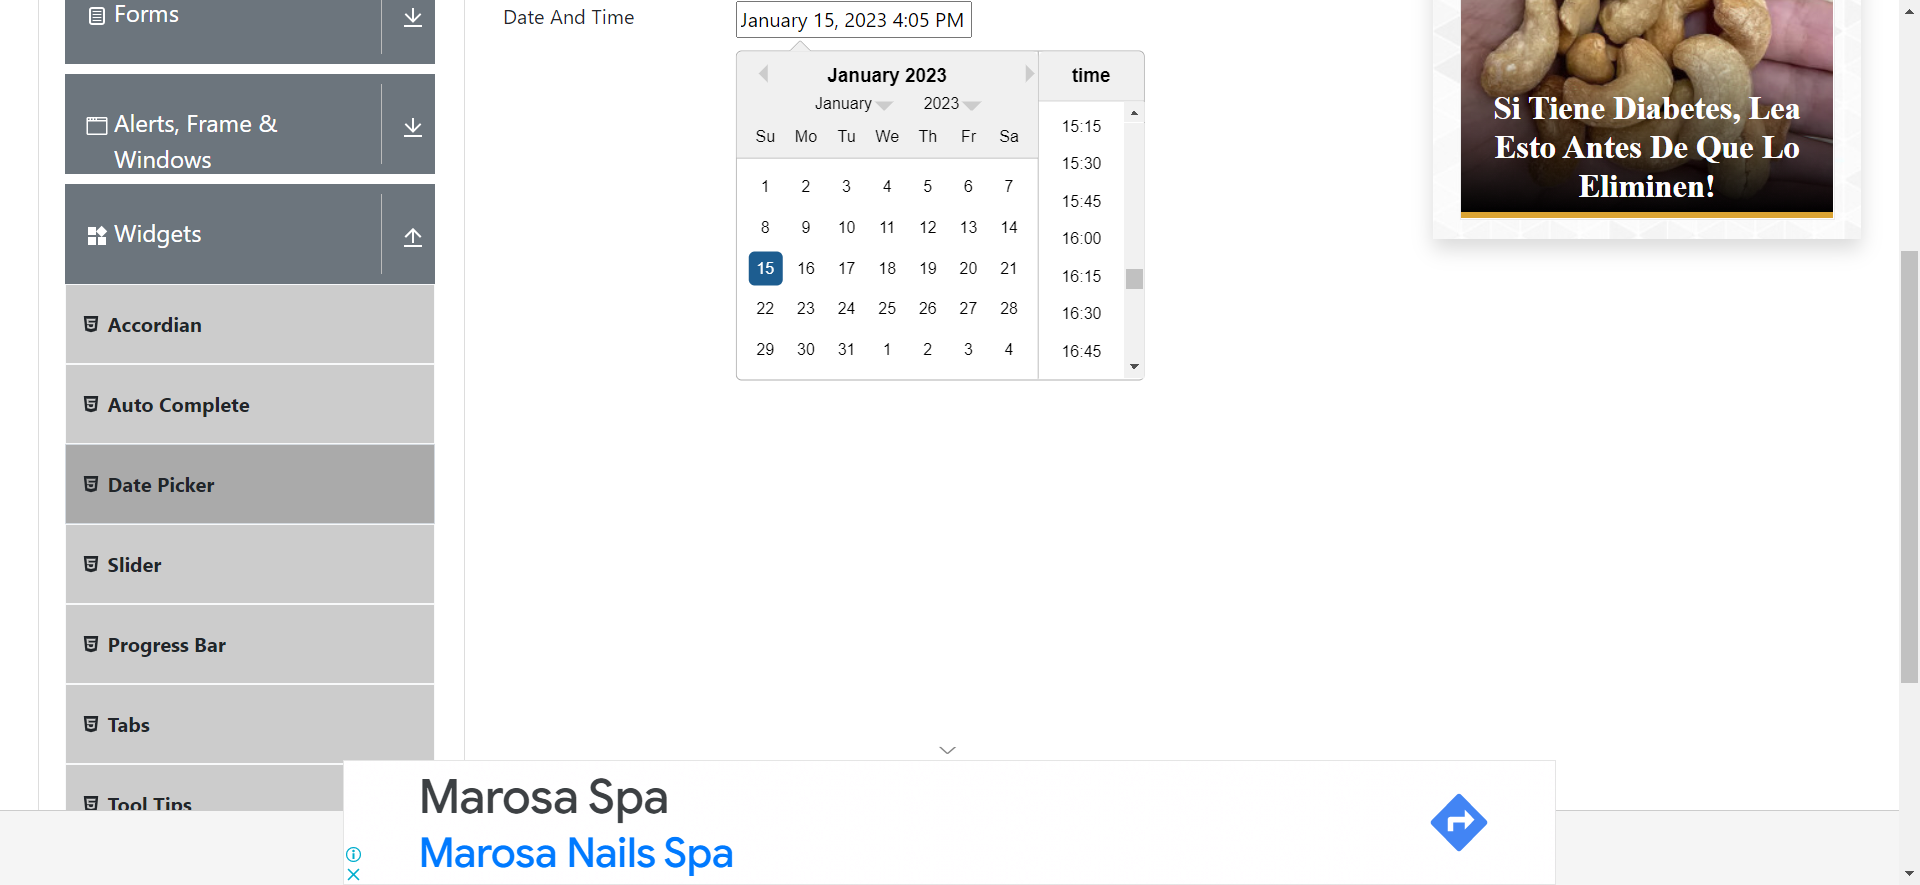 Forms
Alerts, Frame &
Windows
Widgets
Accordian
Auto Complete
Date Picker
Slider
Progress Bar
Tabs
Tool Tips
Date And Time
January 15, 2023 4:05 PM
January 2023
January 2023
Su Mo Tu We Th Fr Sa
1 2 3 4 5 6 7
8 9 10 11 12 13 14
15 16 17 18 19 20 21
22 23 24 25 26 27 28
29 30 31 1 2 3 4
time
15:15
15:30
15:45
16:00
16:15
16:30
16:45
Si Tiene Diabetes, Lea
Esto Antes De Que Lo
Eliminen!
Marosa Spa
Marosa Nails Spa